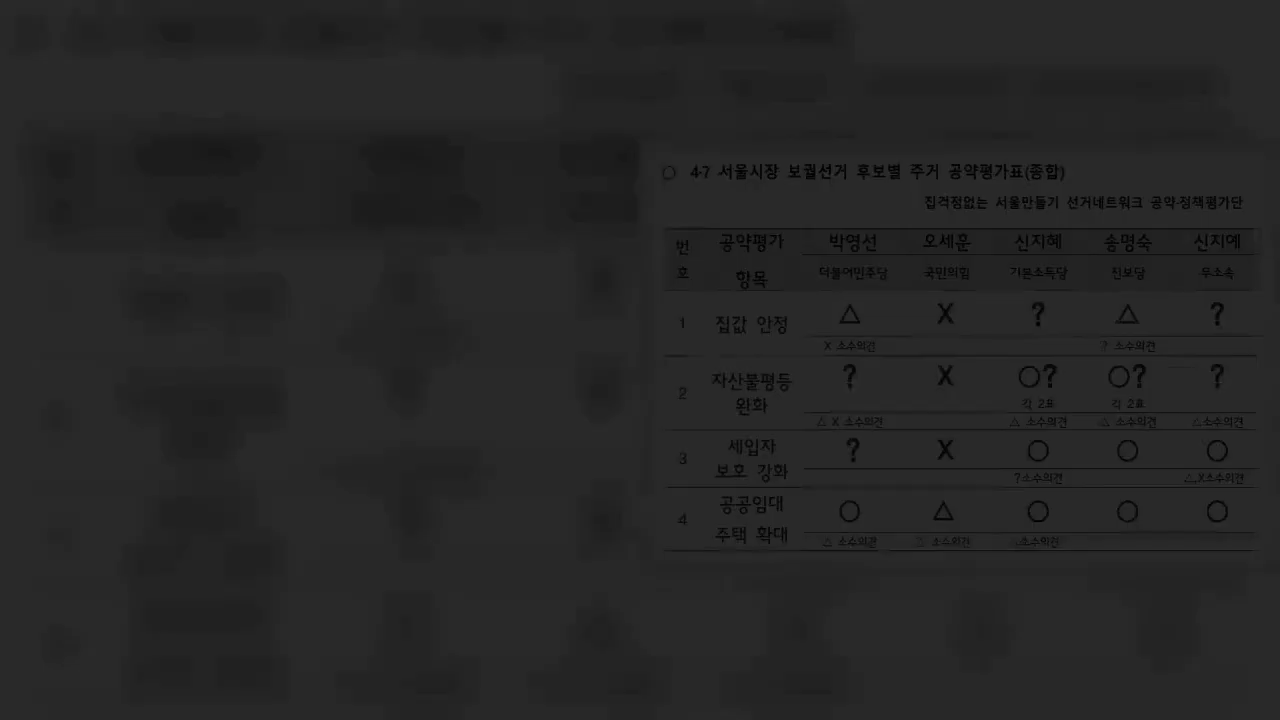 ○ 4·7 서울시장 보궐선거 후보별 주거 공약평가표(종합)
집걱정없는 서울만들기 선거네트워크 공약·정책평가단
번호 공약평가 항목 박영선 오세훈 신지혜 송명숙 신지예
더불어민주당 국민의힘 기본소득당 진보당 무소속
1 집값 안정 △ X ? △ ?
X 소수의견 ? 소수의견
2 자산불평등 완화 ? X ○? ○? ?
각 2표 각 2표
△ X 소수의견 △ 소수의견 △ 소수의견 △소수의견
3 세입자 보호 강화 ? X ○ ○ ○
?소수의견 △,X소수의견
4 공공임대 주택 확대 ○ △ ○ ○ ○
△ 소수의견 소수의견 소수의견